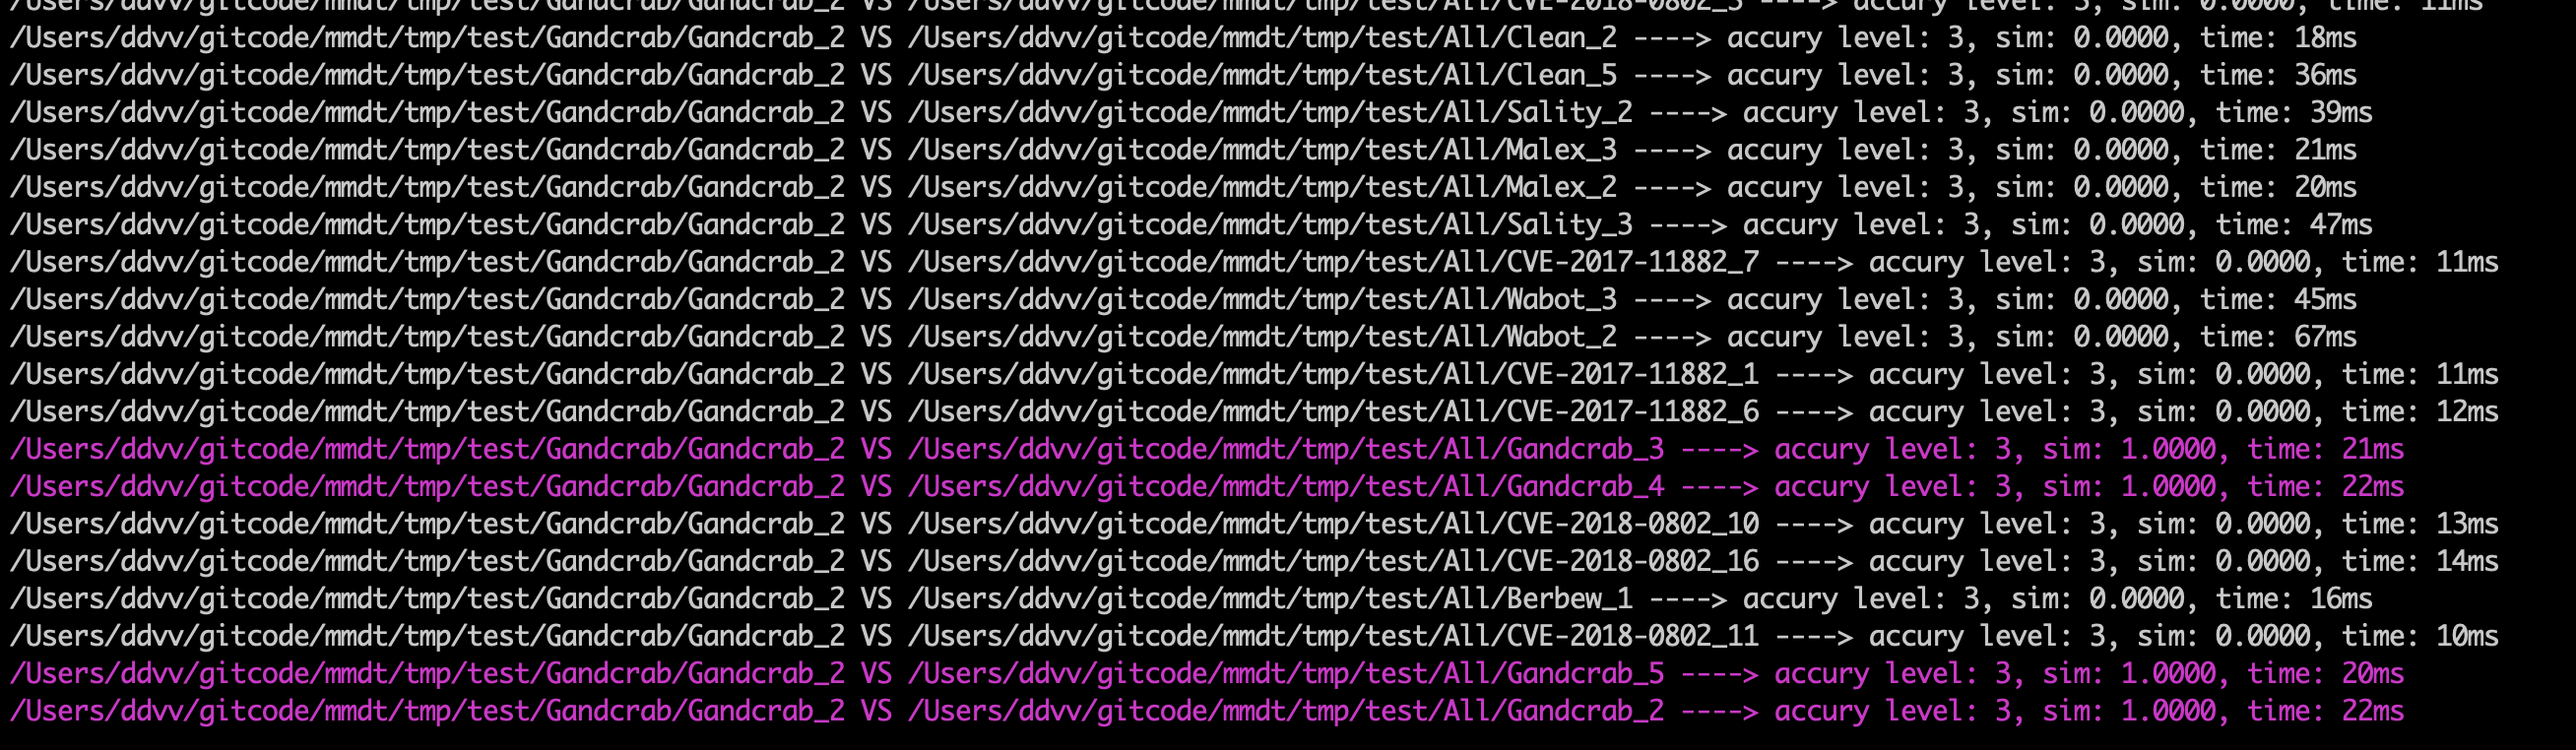 /Users/ddvv/gitcode/mmdt/tmp/test/Gandcrab/Gandcrab_2 VS /Users/ddvv/gitcode/mmdt/tmp/test/All/CVE-2018-0802_5 ----> accury level: 3, sim: 0.0000, time: 11ms
/Users/ddvv/gitcode/mmdt/tmp/test/Gandcrab/Gandcrab_2 VS /Users/ddvv/gitcode/mmdt/tmp/test/All/Clean_2 ----> accury level: 3, sim: 0.0000, time: 18ms
/Users/ddvv/gitcode/mmdt/tmp/test/Gandcrab/Gandcrab_2 VS /Users/ddvv/gitcode/mmdt/tmp/test/All/Clean_5 ----> accury level: 3, sim: 0.0000, time: 36ms
/Users/ddvv/gitcode/mmdt/tmp/test/Gandcrab/Gandcrab_2 VS /Users/ddvv/gitcode/mmdt/tmp/test/All/Sality_2 ----> accury level: 3, sim: 0.0000, time: 39ms
/Users/ddvv/gitcode/mmdt/tmp/test/Gandcrab/Gandcrab_2 VS /Users/ddvv/gitcode/mmdt/tmp/test/All/Malex_3 ----> accury level: 3, sim: 0.0000, time: 21ms
/Users/ddvv/gitcode/mmdt/tmp/test/Gandcrab/Gandcrab_2 VS /Users/ddvv/gitcode/mmdt/tmp/test/All/Malex_2 ----> accury level: 3, sim: 0.0000, time: 20ms
/Users/ddvv/gitcode/mmdt/tmp/test/Gandcrab/Gandcrab_2 VS /Users/ddvv/gitcode/mmdt/tmp/test/All/Sality_3 ----> accury level: 3, sim: 0.0000, time: 47ms
/Users/ddvv/gitcode/mmdt/tmp/test/Gandcrab/Gandcrab_2 VS /Users/ddvv/gitcode/mmdt/tmp/test/All/CVE-2017-11882_7 ----> accury level: 3, sim: 0.0000, time: 11ms
/Users/ddvv/gitcode/mmdt/tmp/test/Gandcrab/Gandcrab_2 VS /Users/ddvv/gitcode/mmdt/tmp/test/All/Wabot_3 ----> accury level: 3, sim: 0.0000, time: 45ms
/Users/ddvv/gitcode/mmdt/tmp/test/Gandcrab/Gandcrab_2 VS /Users/ddvv/gitcode/mmdt/tmp/test/All/Wabot_2 ----> accury level: 3, sim: 0.0000, time: 67ms
/Users/ddvv/gitcode/mmdt/tmp/test/Gandcrab/Gandcrab_2 VS /Users/ddvv/gitcode/mmdt/tmp/test/All/CVE-2017-11882_1 ----> accury level: 3, sim: 0.0000, time: 11ms
/Users/ddvv/gitcode/mmdt/tmp/test/Gandcrab/Gandcrab_2 VS /Users/ddvv/gitcode/mmdt/tmp/test/All/CVE-2017-11882_6 ----> accury level: 3, sim: 0.0000, time: 12ms
/Users/ddvv/gitcode/mmdt/tmp/test/Gandcrab/Gandcrab_2 VS /Users/ddvv/gitcode/mmdt/tmp/test/All/Gandcrab_3 ----> accury level: 3, sim: 1.0000, time: 21ms
/Users/ddvv/gitcode/mmdt/tmp/test/Gandcrab/Gandcrab_2 VS /Users/ddvv/gitcode/mmdt/tmp/test/All/Gandcrab_4 ----> accury level: 3, sim: 1.0000, time: 22ms
/Users/ddvv/gitcode/mmdt/tmp/test/Gandcrab/Gandcrab_2 VS /Users/ddvv/gitcode/mmdt/tmp/test/All/CVE-2018-0802_10 ----> accury level: 3, sim: 0.0000, time: 13ms
/Users/ddvv/gitcode/mmdt/tmp/test/Gandcrab/Gandcrab_2 VS /Users/ddvv/gitcode/mmdt/tmp/test/All/CVE-2018-0802_16 ----> accury level: 3, sim: 0.0000, time: 14ms
/Users/ddvv/gitcode/mmdt/tmp/test/Gandcrab/Gandcrab_2 VS /Users/ddvv/gitcode/mmdt/tmp/test/All/Berbew_1 ----> accury level: 3, sim: 0.0000, time: 16ms
/Users/ddvv/gitcode/mmdt/tmp/test/Gandcrab/Gandcrab_2 VS /Users/ddvv/gitcode/mmdt/tmp/test/All/CVE-2018-0802_11 ----> accury level: 3, sim: 0.0000, time: 10ms
/Users/ddvv/gitcode/mmdt/tmp/test/Gandcrab/Gandcrab_2 VS /Users/ddvv/gitcode/mmdt/tmp/test/All/Gandcrab_5 ----> accury level: 3, sim: 1.0000, time: 20ms
/Users/ddvv/gitcode/mmdt/tmp/test/Gandcrab/Gandcrab_2 VS /Users/ddvv/gitcode/mmdt/tmp/test/All/Gandcrab_2 ----> accury level: 3, sim: 1.0000, time: 22ms